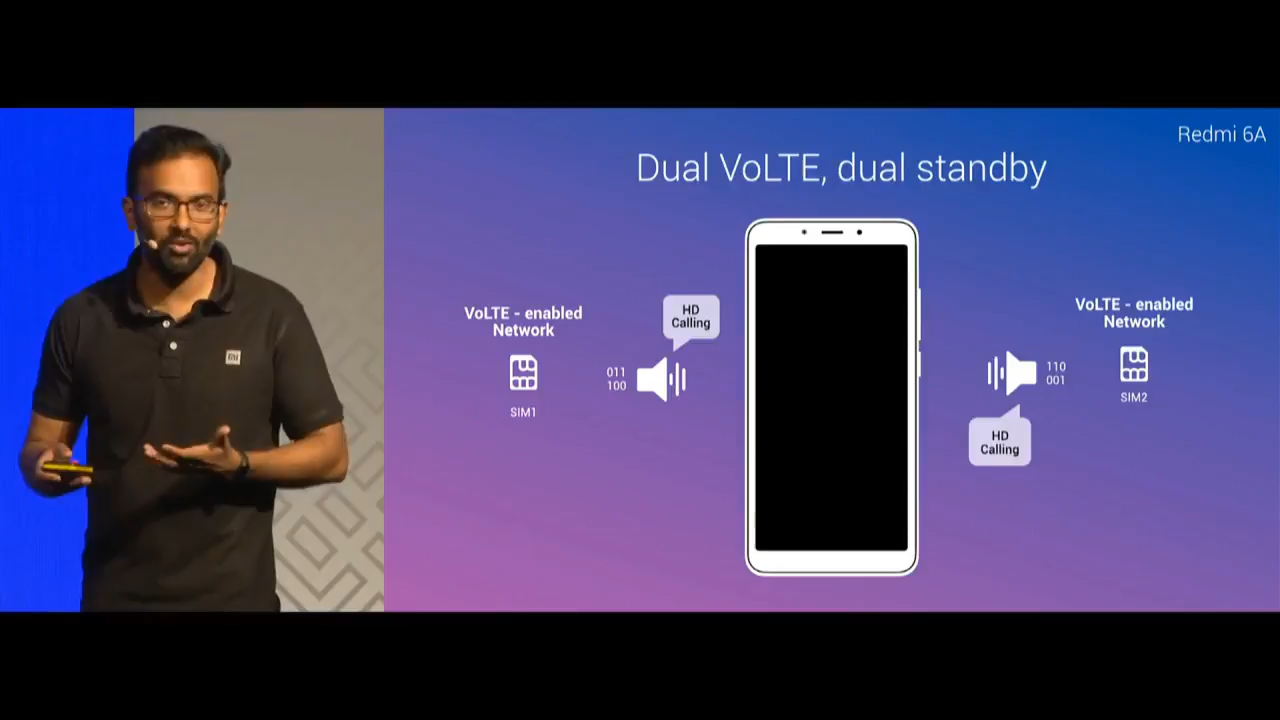 Redmi 6A
Dual VoLTE, dual standby
VoLTE - enabled
Network
SIM1
011
100
HD
Calling
VoLTE - enabled
Network
110
001
SIM2
HD
Calling
mi